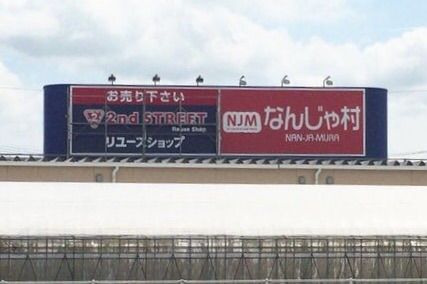 お売り下さい
2nd STREET
Reuse Shop
リユースショップ
NJM
なんじゃ村
NAN-JA-MURA